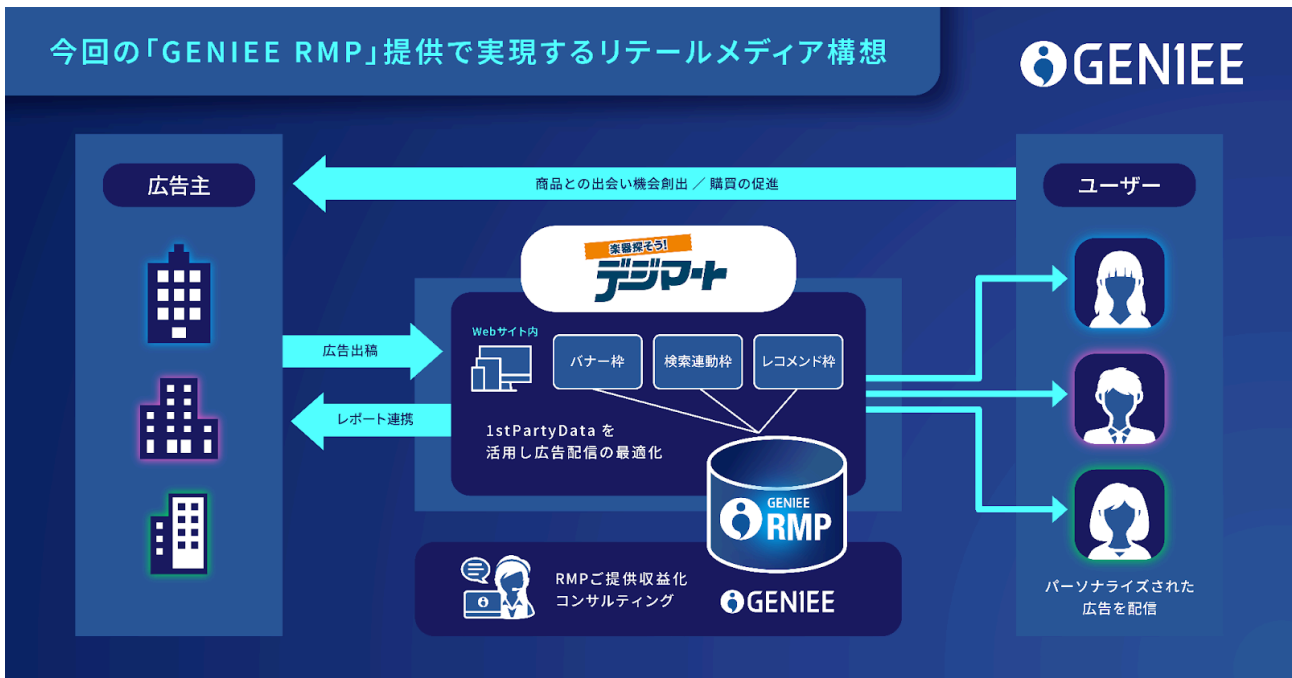 今回の「GENIEE RMP」提供で実現するリテールメディア構想
GENIEE
広告主
商品との出会い機会創出 ／ 購買の促進
ユーザー
楽器探そう!
デジマート
Webサイト内
バナー枠
検索連動枠
レコメンド枠
広告出稿
レポート連携
1stPartyData を
活用し広告配信の最適化
GENIEE
RMP
RMPご提供収益化
コンサルティング
GENIEE
パーソナライズされた
広告を配信